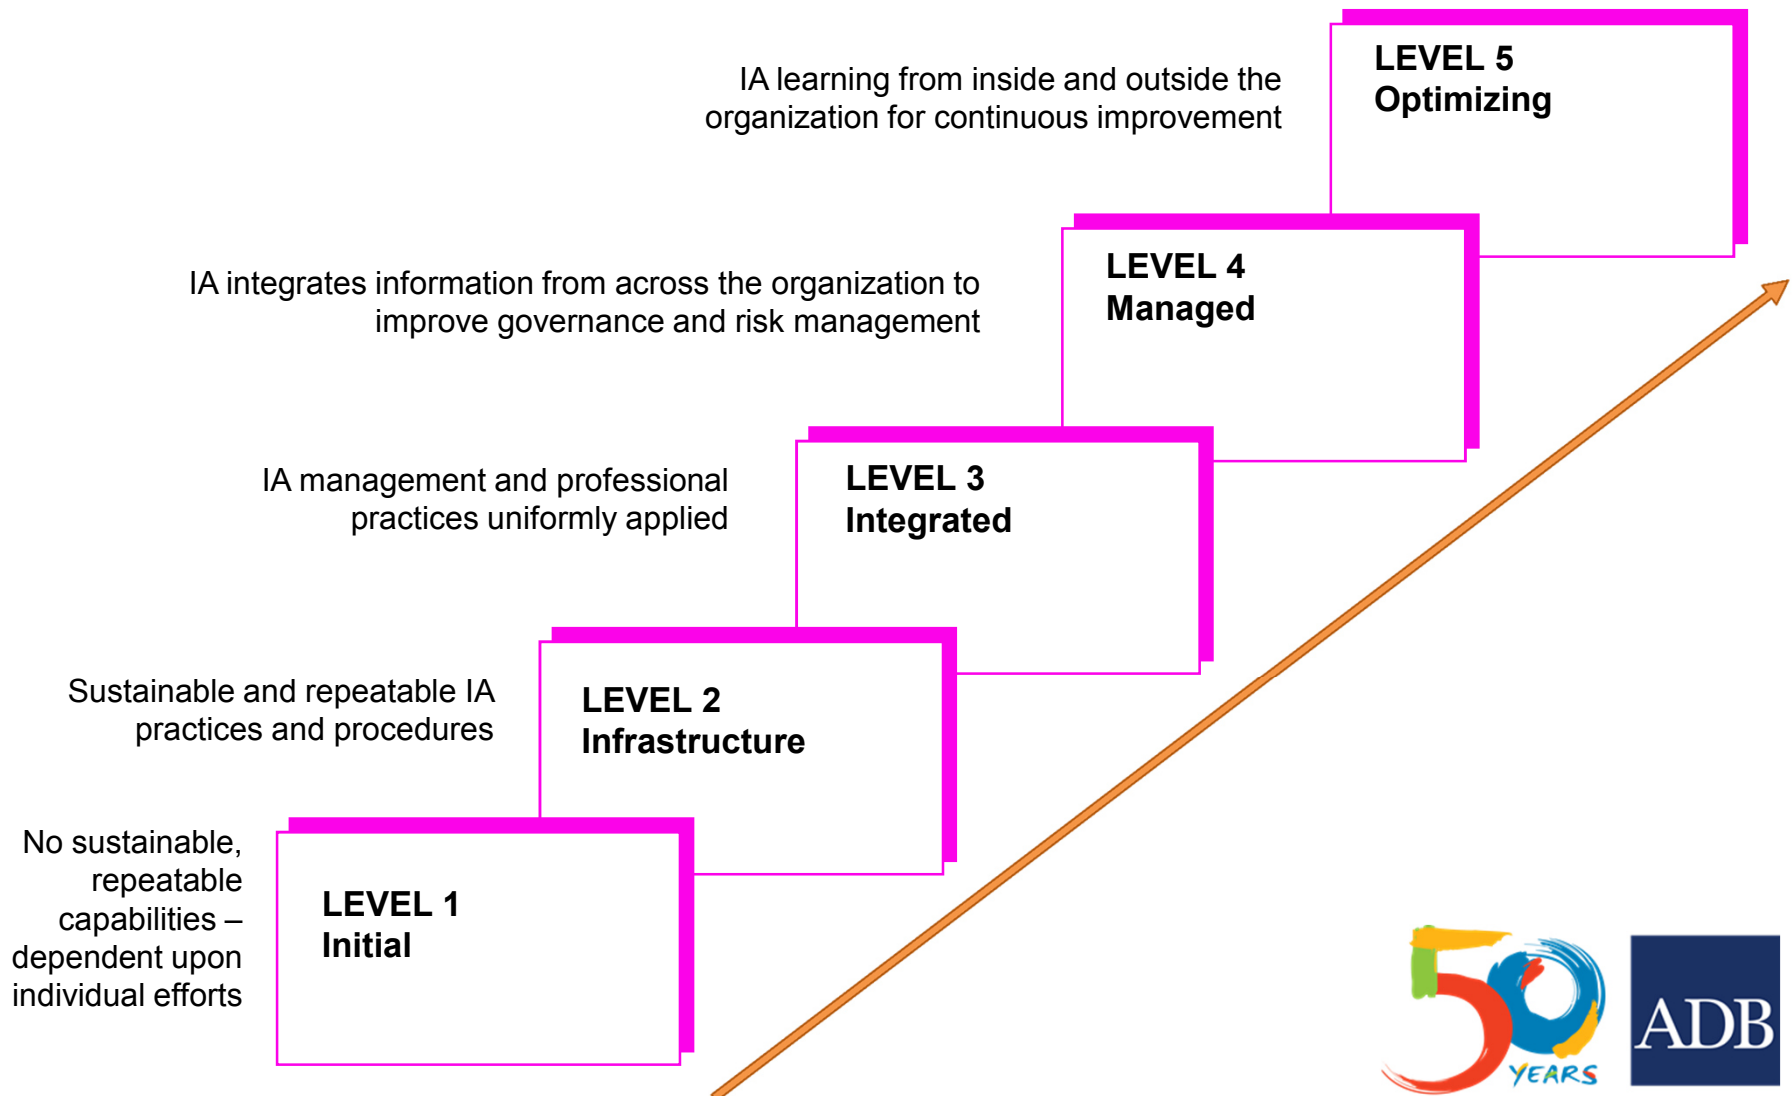 IA learning from inside and outside the
organization for continuous improvement
LEVEL 5
Optimizing
IA integrates information from across the organization to
improve governance and risk management
LEVEL 4
Managed
IA management and professional
practices uniformly applied
LEVEL 3
Integrated
Sustainable and repeatable IA
practices and procedures
LEVEL 2
Infrastructure
No sustainable,
repeatable
capabilities –
dependent upon
individual efforts
LEVEL 1
Initial
50
YEARS
ADB